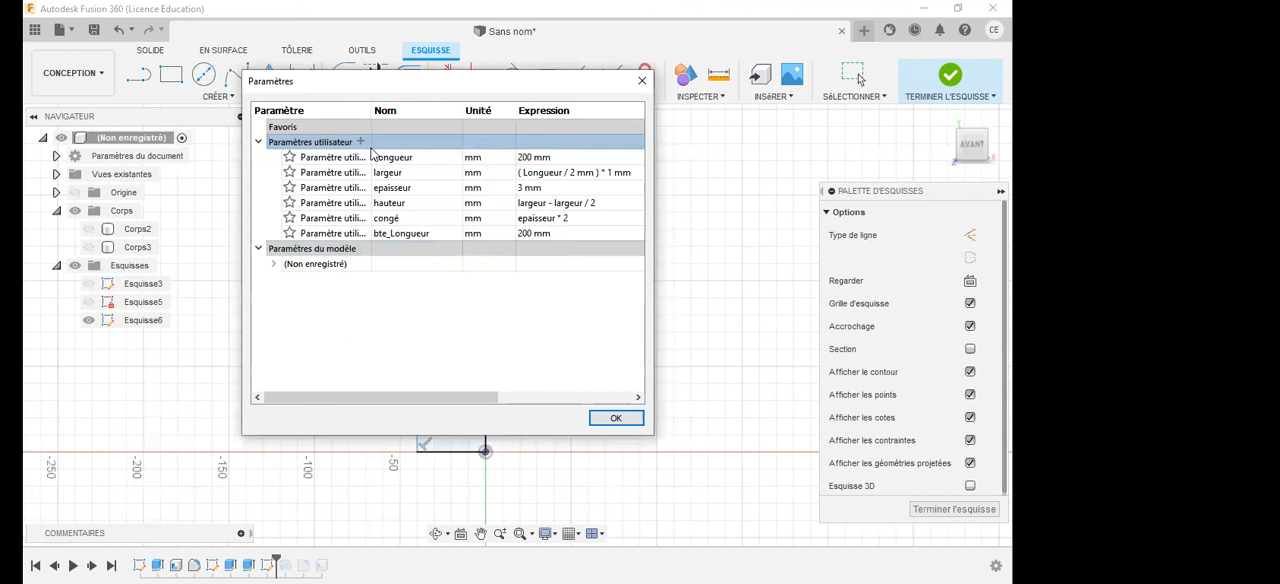 Autodesk Fusion 360 (Licence Education)
Sans nom*
CE
SOLIDE EN SURFACE TÔLERIE OUTILS ESQUISSE
CONCEPTION
CRÉER INSPECTER INSéRER SéLECTIONNER TERMINER L'ESQUISSE
NAVIGATEUR
(Non enregistré)
Paramètres du document
Vues existantes
Origine
Corps
Corps2
Corps3
Esquisses
Esquisse3
Esquisse5
Esquisse6
Paramètres
Paramètre Nom Unité Expression
Favoris
Paramètres utilisateur
Paramètre utili... Longueur mm 200 mm
Paramètre utili... largeur mm ( Longueur / 2 mm ) * 1 mm
Paramètre utili... epaisseur mm 3 mm
Paramètre utili... hauteur mm largeur - largeur / 2
Paramètre utili... congé mm epaisseur * 2
Paramètre utili... bte_Longueur mm 200 mm
Paramètres du modèle
(Non enregistré)
OK
AVANT
PALETTE D'ESQUISSES
Options
Type de ligne
Regarder
Grille d'esquisse
Accrochage
Section
Afficher le contour
Afficher les points
Afficher les cotes
Afficher les contraintes
Afficher les géométries projetées
Esquisse 3D
Terminer l'esquisse
-250 -200 -150 -100 -50
COMMENTAIRES